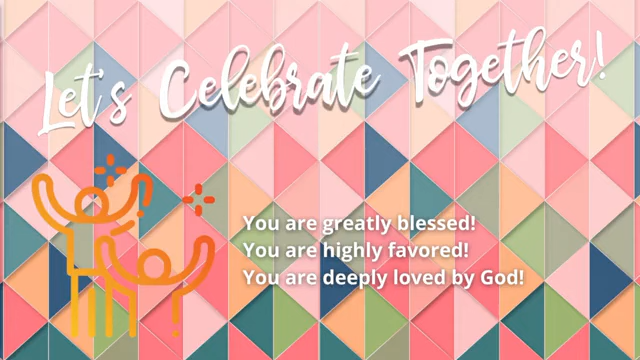 Let's Celebrate Together!
You are greatly blessed!
You are highly favored!
You are deeply loved by God!